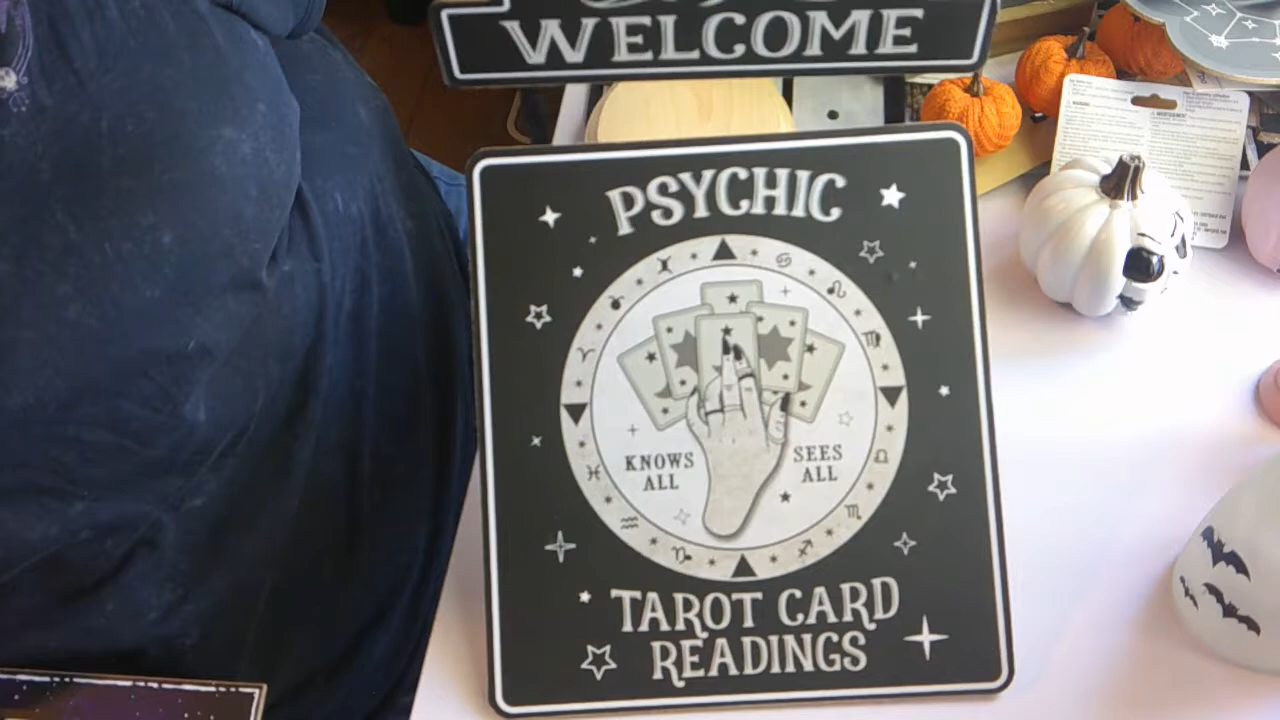 WELCOME
PSYCHIC
KNOWS
ALL
SEES
ALL
TAROT CARD
READINGS